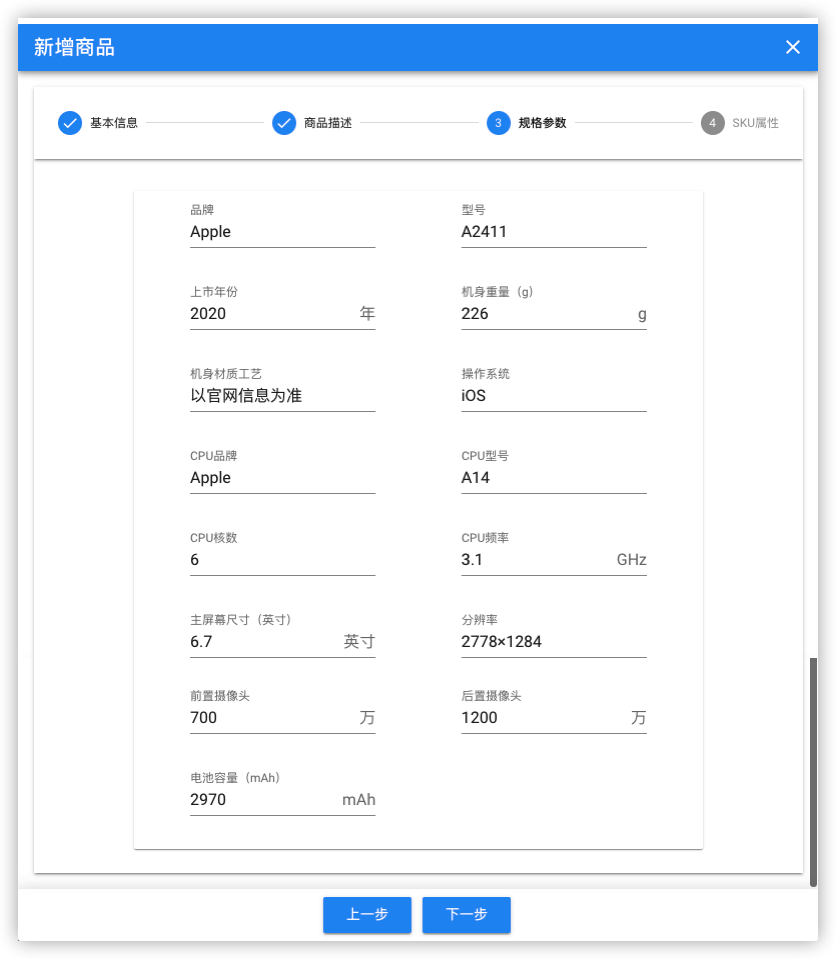 新增商品
基本信息 商品描述 3 规格参数 4 SKU属性
品牌 型号
Apple A2411
上市年份 机身重量（g）
2020 年 226 g
机身材质工艺 操作系统
以官网信息为准 iOS
CPU品牌 CPU型号
Apple A14
CPU核数 CPU频率
6 3.1 GHz
主屏幕尺寸（英寸） 分辨率
6.7 英寸 2778×1284
前置摄像头 后置摄像头
700 万 1200 万
电池容量（mAh）
2970 mAh
上一步 下一步